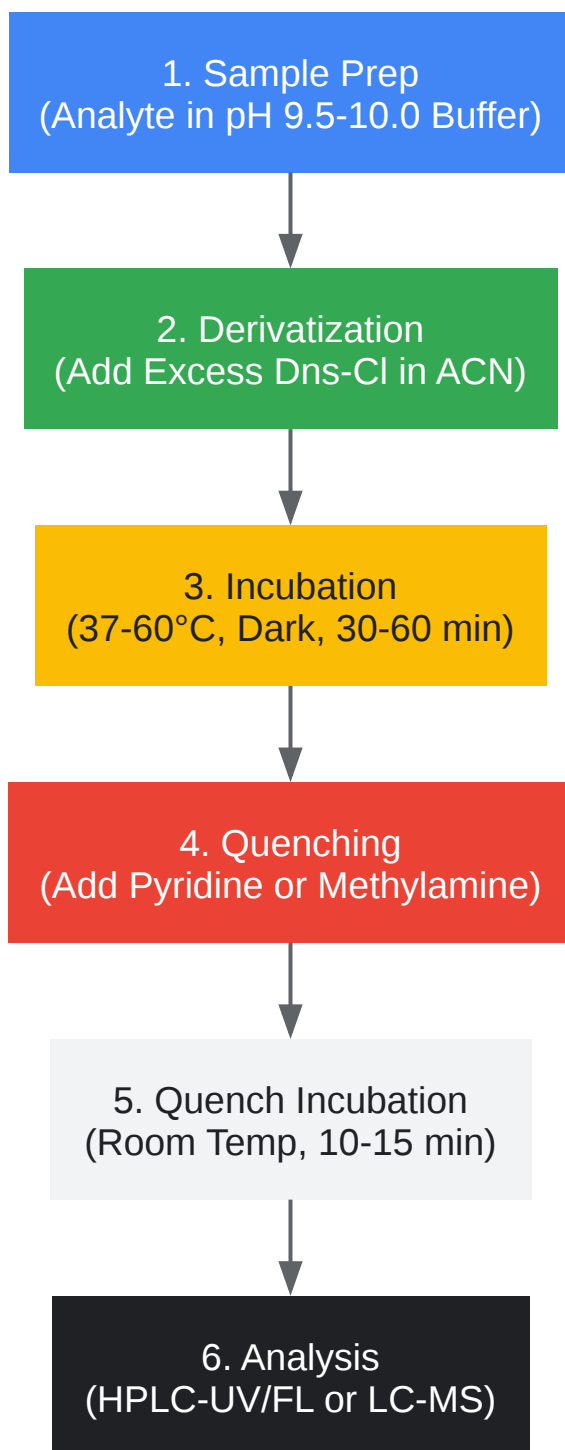 1. Sample Prep
(Analyte in pH 9.5-10.0 Buffer)
2. Derivatization
(Add Excess Dns-Cl in ACN)
3. Incubation
(37-60°C, Dark, 30-60 min)
4. Quenching
(Add Pyridine or Methylamine)
5. Quench Incubation
(Room Temp, 10-15 min)
6. Analysis
(HPLC-UV/FL or LC-MS)